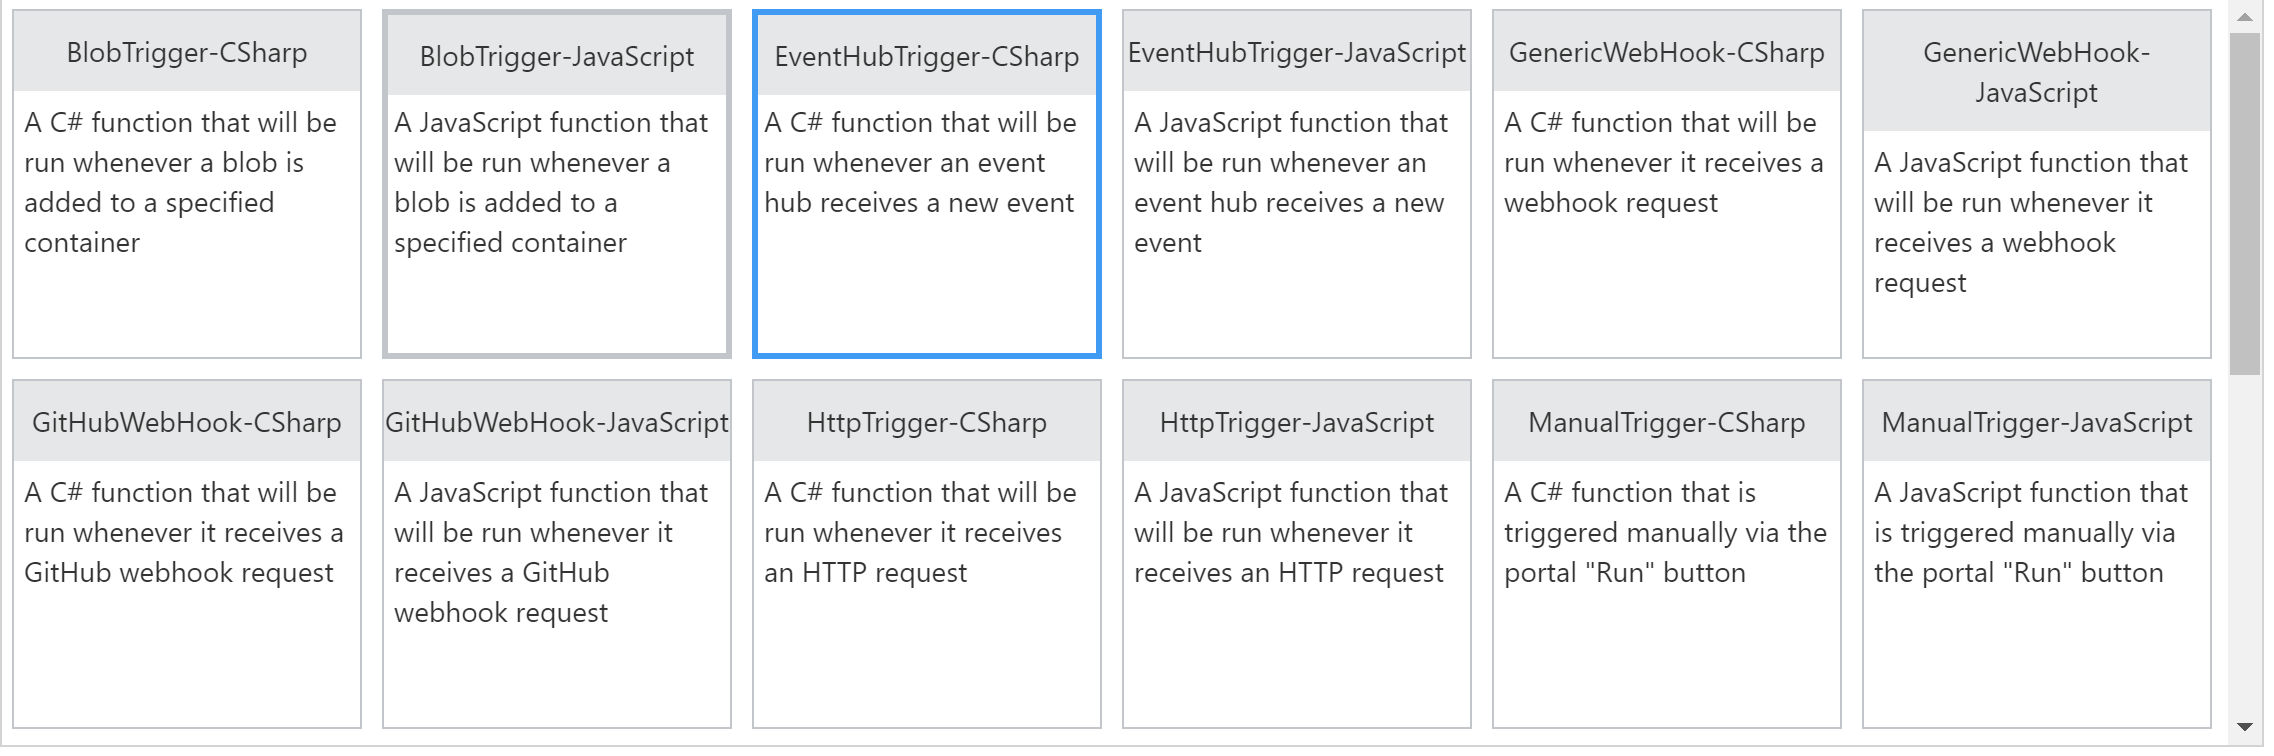 BlobTrigger-CSharp
A C# function that will be
run whenever a blob is
added to a specified
container
BlobTrigger-JavaScript
A JavaScript function that
will be run whenever a
blob is added to a
specified container
EventHubTrigger-CSharp
A C# function that will be
run whenever an event
hub receives a new event
EventHubTrigger-JavaScript
A JavaScript function that
will be run whenever an
event hub receives a new
event
GenericWebHook-CSharp
A C# function that will be
run whenever it receives a
webhook request
GenericWebHook-
JavaScript
A JavaScript function that
will be run whenever it
receives a webhook
request
GitHubWebHook-CSharp
A C# function that will be
run whenever it receives a
GitHub webhook request
GitHubWebHook-JavaScript
A JavaScript function that
will be run whenever it
receives a GitHub
webhook request
HttpTrigger-CSharp
A C# function that will be
run whenever it receives
an HTTP request
HttpTrigger-JavaScript
A JavaScript function that
will be run whenever it
receives an HTTP request
ManualTrigger-CSharp
A C# function that is
triggered manually via the
portal "Run" button
ManualTrigger-JavaScript
A JavaScript function that
is triggered manually via
the portal "Run" button